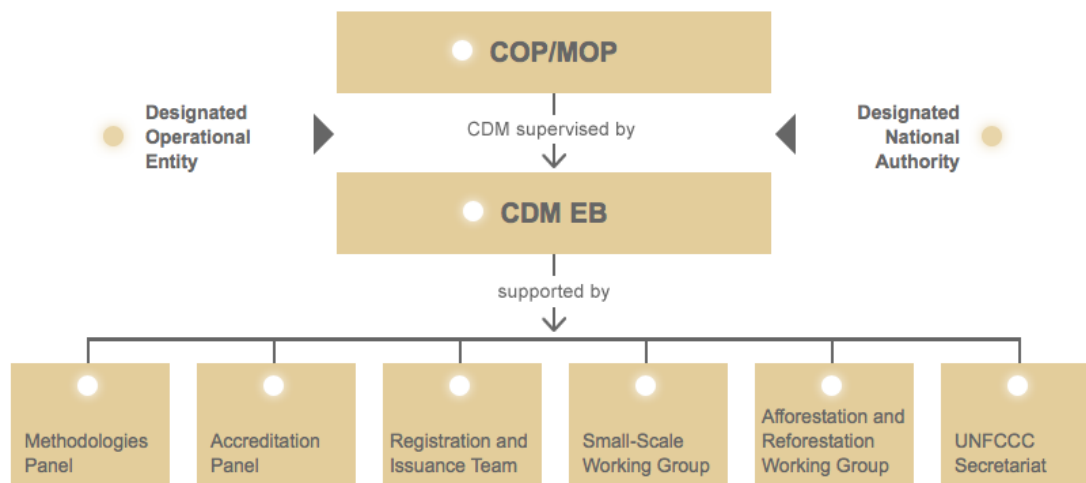 COP/MOP
Designated
Operational
Entity
CDM supervised by
Designated
National
Authority
CDM EB
supported by
Methodologies
Panel
Accreditation
Panel
Registration and
Issuance Team
Small-Scale
Working Group
Afforestation and
Reforestation
Working Group
UNFCCC
Secretariat